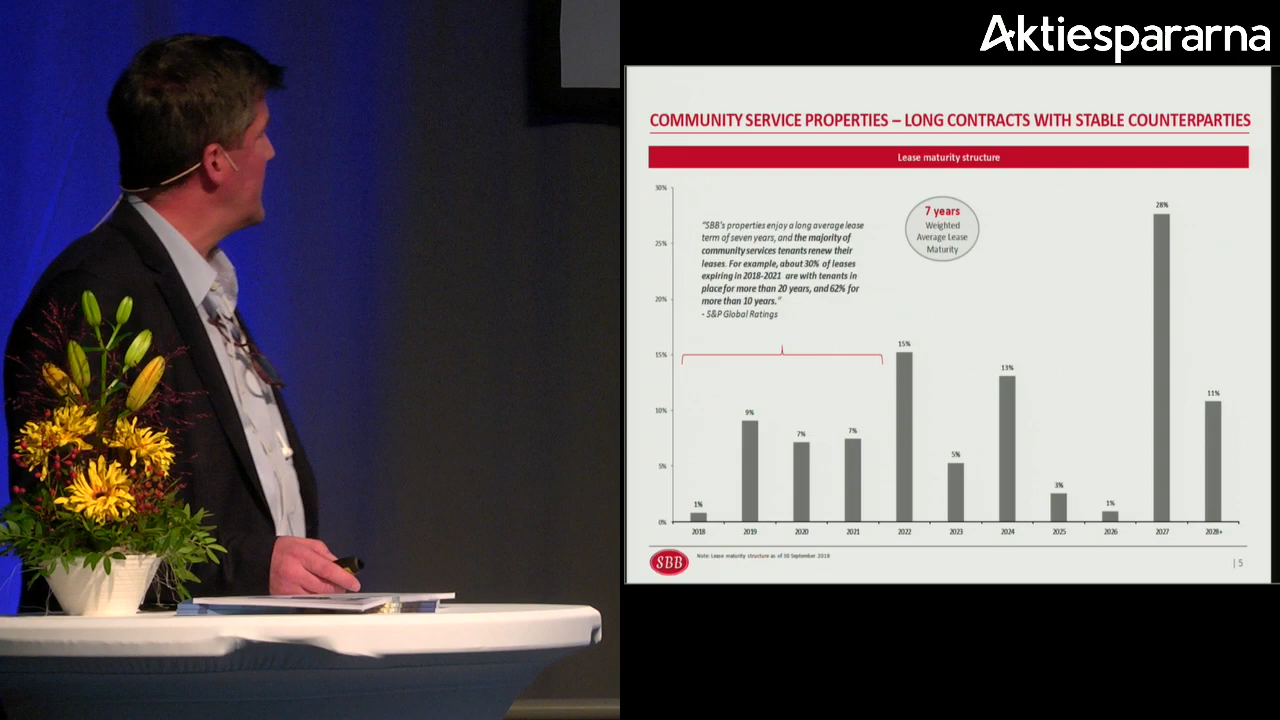 Aktiespararna
COMMUNITY SERVICE PROPERTIES – LONG CONTRACTS WITH STABLE COUNTERPARTIES
Lease maturity structure
30%
25%
20%
15%
10%
5%
0%
"SBB's properties enjoy a long average lease
term of seven years, and the majority of
community services tenants renew their
leases. For example, about 30% of leases
expiring in 2018-2021 are with tenants in
place for more than 20 years, and 62% for
more than 10 years."
- S&P Global Ratings
7 years
Weighted
Average Lease
Maturity
1%
9%
7%
7%
15%
5%
13%
3%
1%
28%
11%
2018
2019
2020
2021
2022
2023
2024
2025
2026
2027
2028+
SBB
Note: Lease maturity structure as of 30 September 2018
| 5